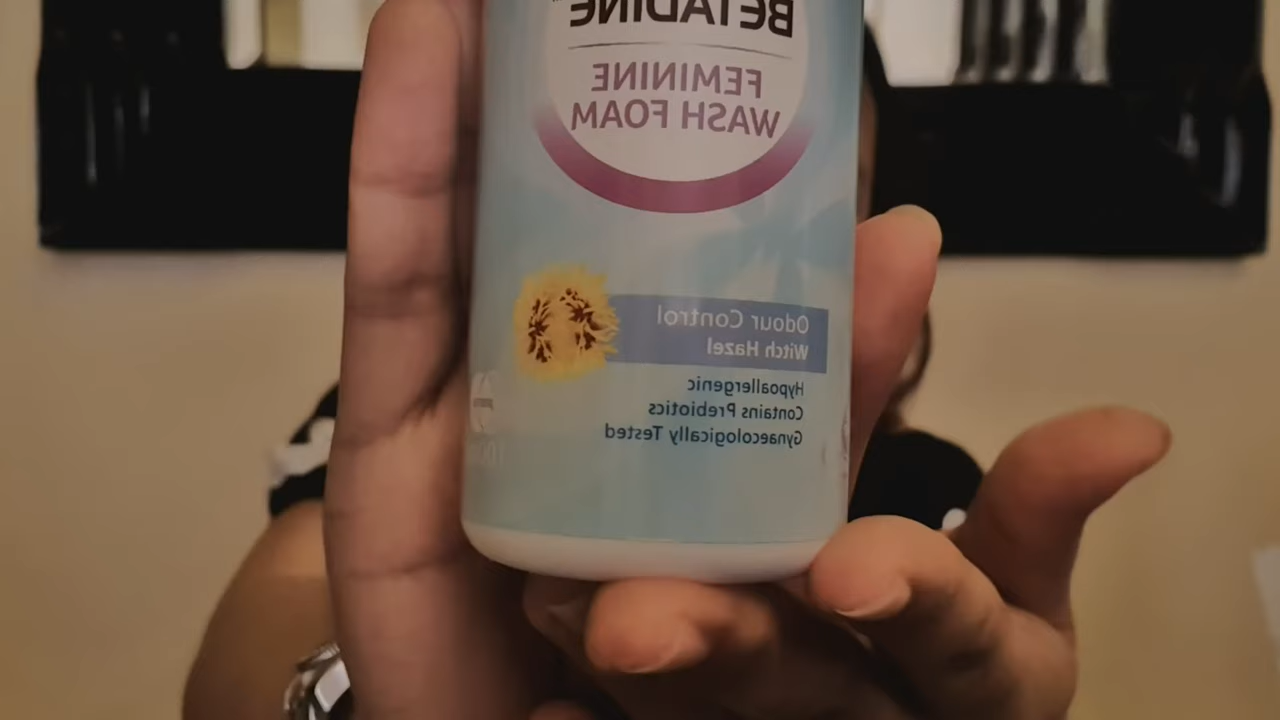 BETADINE
FEMININE
WASH FOAM
Odour Control
Witch Hazel
Hypoallergenic
Contains Prebiotics
Gynaecologically Tested